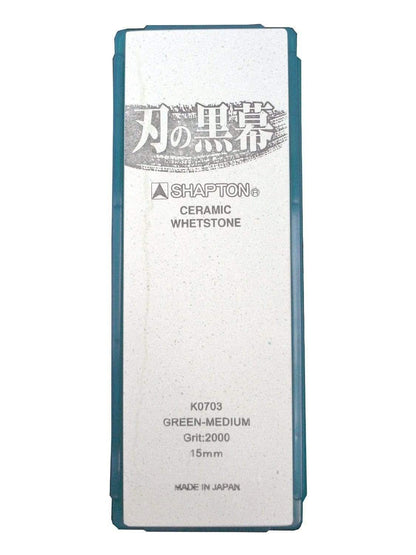 刃の黒幕
SHAPTON®
CERAMIC
WHETSTONE
K0703
GREEN-MEDIUM
Grit:2000
15mm
MADE IN JAPAN